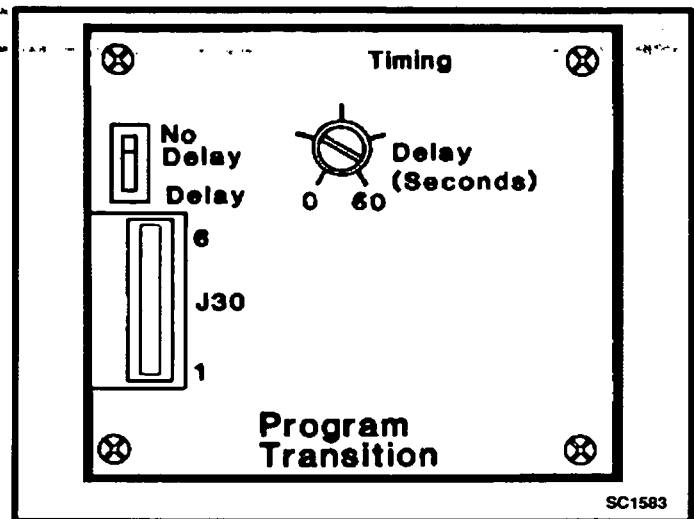 Timing
No
Delay
Delay
Delay
(Seconds)
0 60
6
J30
1
Program
Transition
SC1583